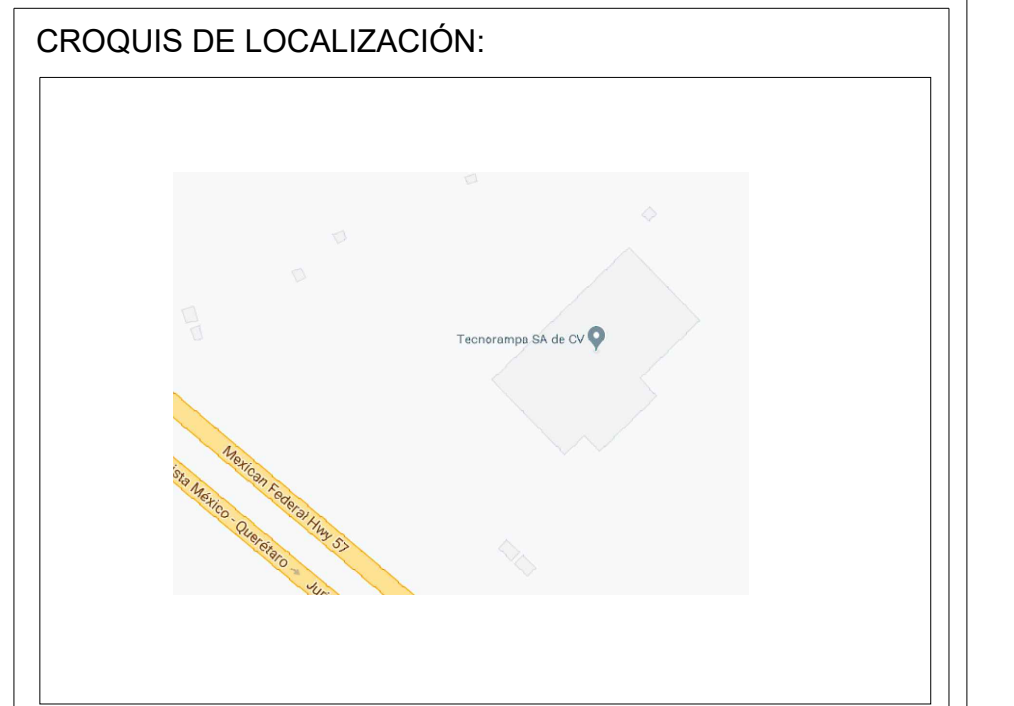 CROQUIS DE LOCALIZACIÓN:
Tecnorampa SA de CV
Mexican Federal Hwy 57
ista México - Querétaro